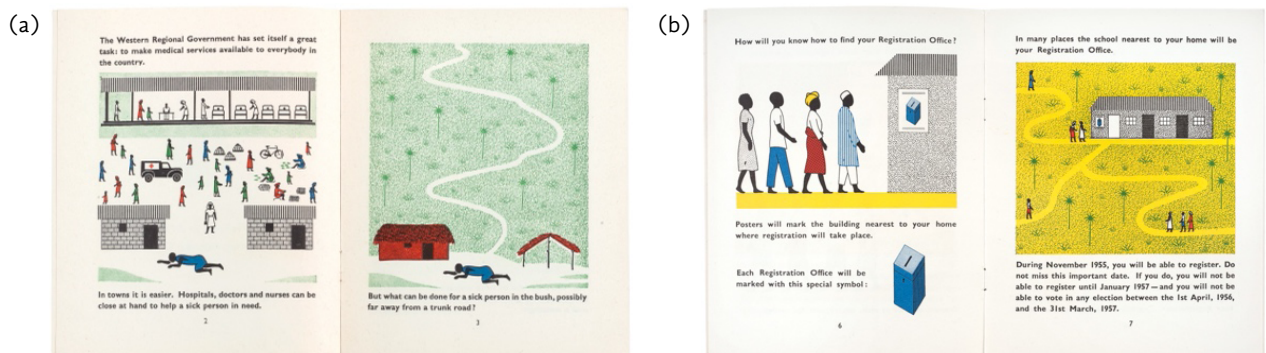 (a)
The Western Regional Government has set itself a great
task: to make medical services available to everybody in
the country.
In towns it is easier. Hospitals, doctors and nurses can be
close at hand to help a sick person in need.
2
But what can be done for a sick person in the bush, possibly
far away from a trunk road?
3
(b)
How will you know how to find your Registration Office?
Posters will mark the building nearest to your home
where registration will take place.
Each Registration Office will be
marked with this special symbol:
6
In many places the school nearest to your home will be
your Registration Office.
During November 1955, you will be able to register. Do
not miss this important date. If you do, you will not be
able to register until January 1957—and you will not be
able to vote in any election between the 1st April, 1956,
and the 31st March, 1957.
7